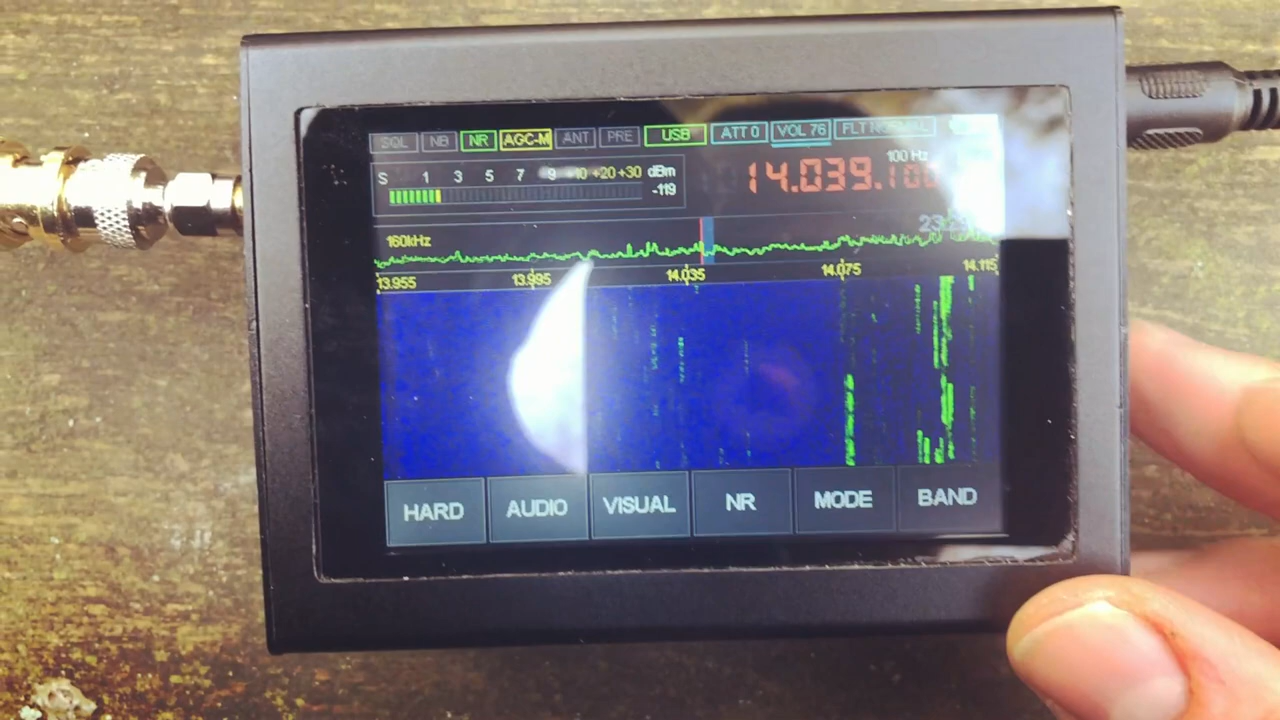 SQL NB NR AGC-M ANT PRE USB ATT 0 VOL 76 FLT NORMAL
S 1 3 5 7 9 +10 +20 +30 dBm
-119
100 Hz
14.039.100
160kHz
13.955 13.995 14.035 14.075 14.115
HARD AUDIO VISUAL NR MODE BAND